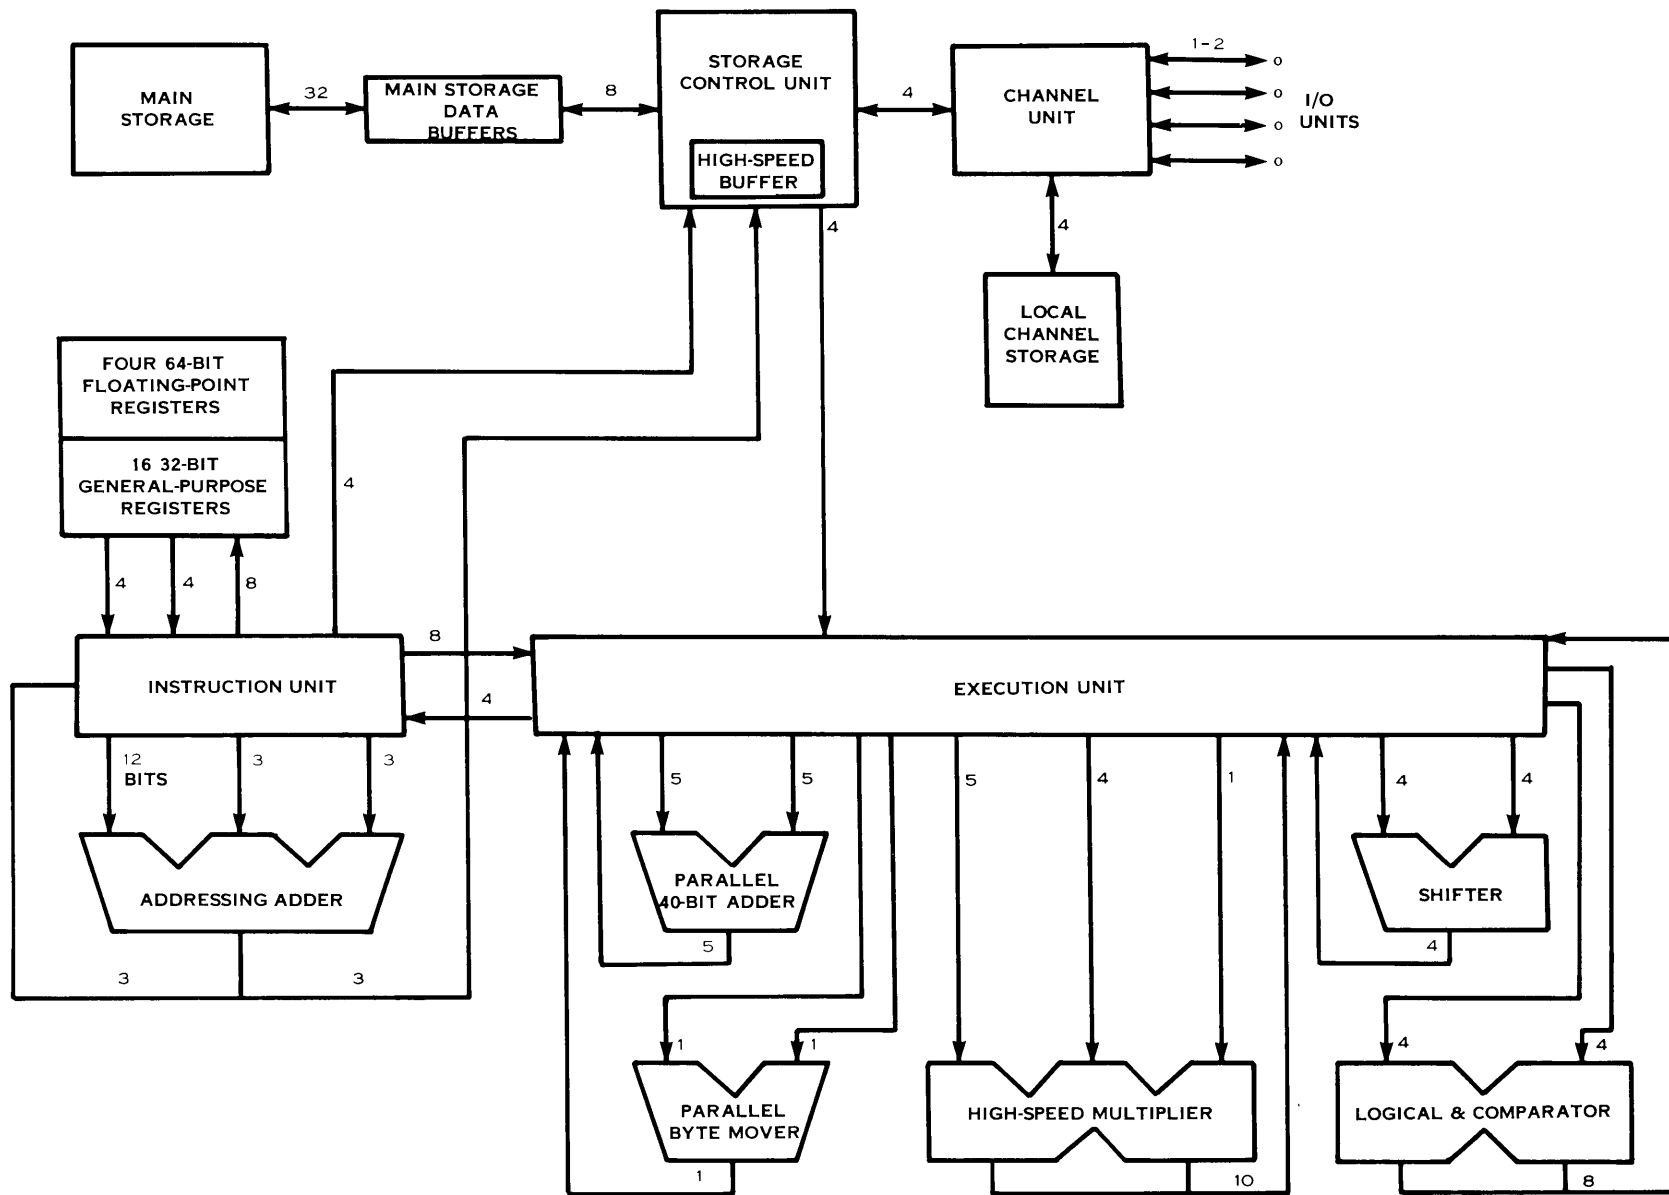 MAIN
STORAGE
32
MAIN STORAGE
DATA
BUFFERS
8
STORAGE
CONTROL UNIT
HIGH-SPEED
BUFFER
4
CHANNEL
UNIT
1-2
o
o
o
o
I/O
UNITS
4
4
LOCAL
CHANNEL
STORAGE
FOUR 64-BIT
FLOATING-POINT
REGISTERS
16 32-BIT
GENERAL-PURPOSE
REGISTERS
4
4
4
8
8
INSTRUCTION UNIT
4
EXECUTION UNIT
12
BITS
3
3
5
5
5
4
1
4
4
ADDRESSING ADDER
PARALLEL
40-BIT ADDER
SHIFTER
5
4
3
3
1
1
4
4
PARALLEL
BYTE MOVER
HIGH-SPEED MULTIPLIER
LOGICAL & COMPARATOR
1
10
8